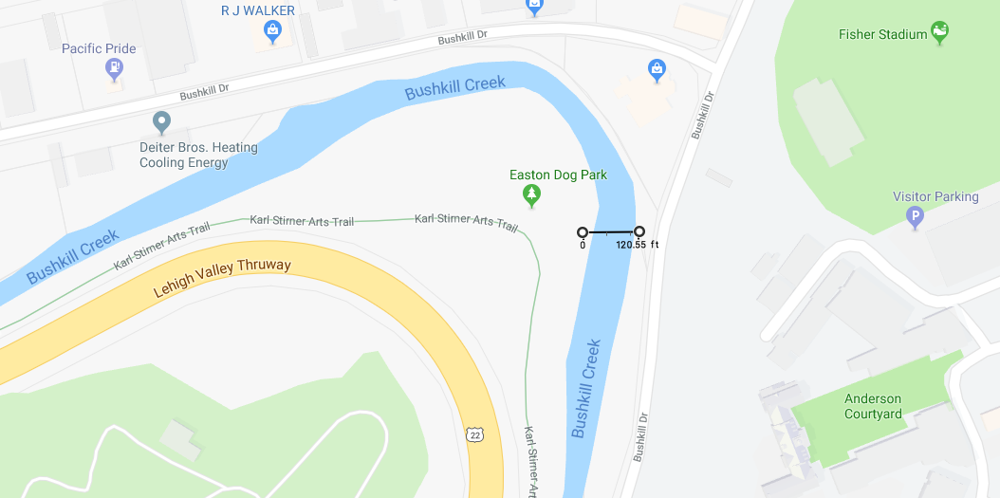 R J WALKER
Bushkill Dr
Pacific Pride
Fisher Stadium
Bushkill Creek
Bushkill Dr
Bushkill Dr
Deiter Bros. Heating
Cooling Energy
Easton Dog Park
Visitor Parking
P
Karl Stirner Arts Trail
Karl Stirner Arts Trail
Karl Stirner Arts Trail
Bushkill Creek
0
120.55 ft
Lehigh Valley Thruway
Bushkill Creek
Anderson
Courtyard
22
Bushkill Dr
Karl Stirner Art